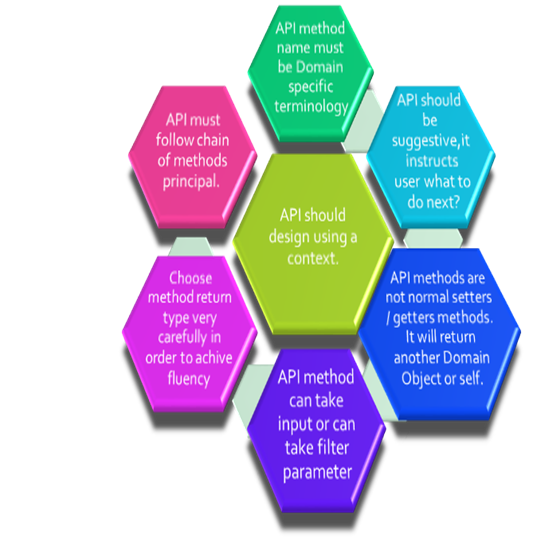 API method
name must
be Domain
specific
terminology
API should
be
suggestive,it
instructs
user what to
do next?
API must
follow chain
of methods
principal.
API should
design using a
context.
API methods are
not normal setters
/ getters methods.
It will return
another Domain
Object or self.
Choose
method return
type very
carefully in
order to achive
fluency
API method
can take
input or can
take filter
parameter